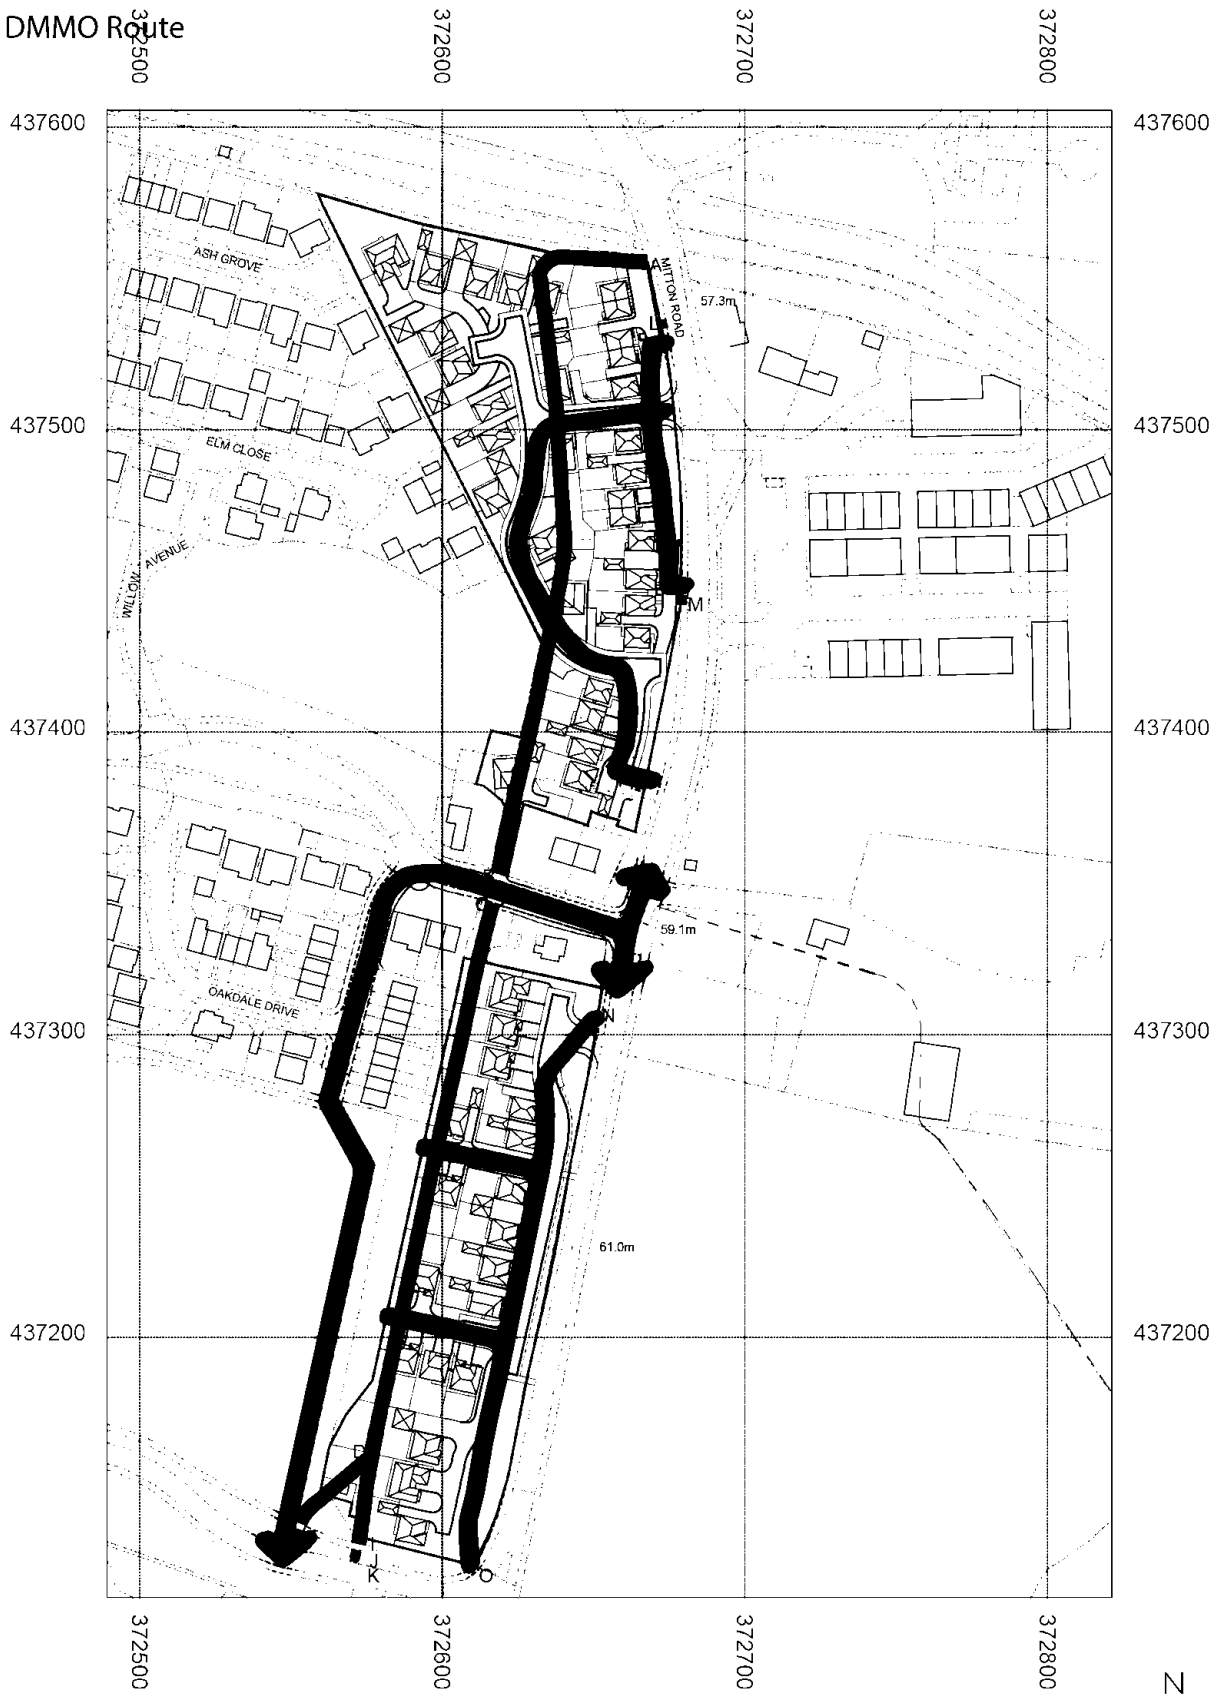 DMMO Route
372500
372600
372700
372800
437600
437600
ASH GROVE
A
MITTON ROAD
57.3m
L
437500
437500
ELM CLOSE
WILLOW AVENUE
M
437400
437400
59.1m
OAKDALE DRIVE
N
437300
437300
61.0m
437200
437200
J
K
O
372500
372600
372700
372800
N